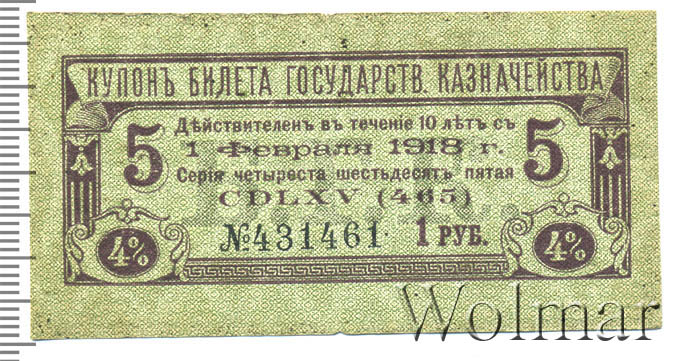 КУПОНЪ БИЛЕТА ГОСУДАРСТВ. КАЗНАЧЕЙСТВА
5 Дѣйствителенъ въ теченіе 10 лѣтъ съ 5
1 Февраля 1918 г.
Серія четыреста шестьдесятъ пятая
CDLXV (465)
4% №431461 1 РУБ. 4%
Wolmar